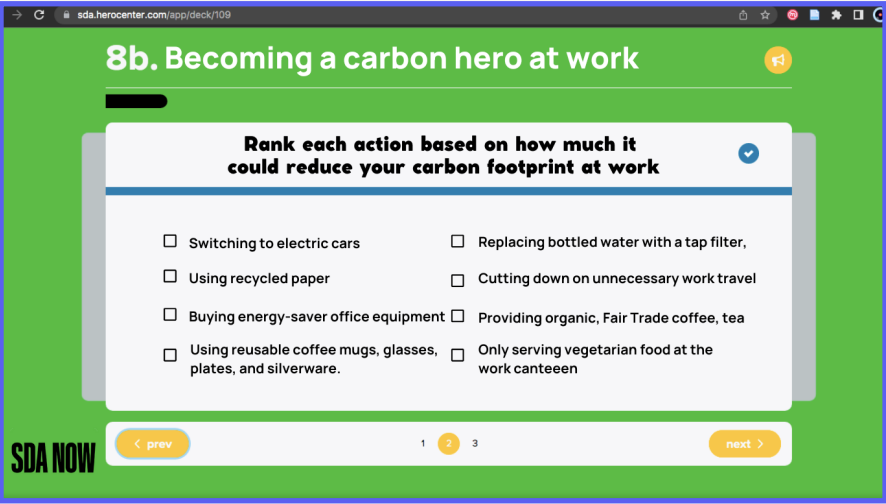 sda.herocenter.com/app/deck/109
8b. Becoming a carbon hero at work
Rank each action based on how much it
could reduce your carbon footprint at work
Switching to electric cars
Using recycled paper
Buying energy-saver office equipment
Using reusable coffee mugs, glasses,
plates, and silverware.
Replacing bottled water with a tap filter,
Cutting down on unnecessary work travel
Providing organic, Fair Trade coffee, tea
Only serving vegetarian food at the
work canteeen
< prev
1 2 3
next >
SDA NOW